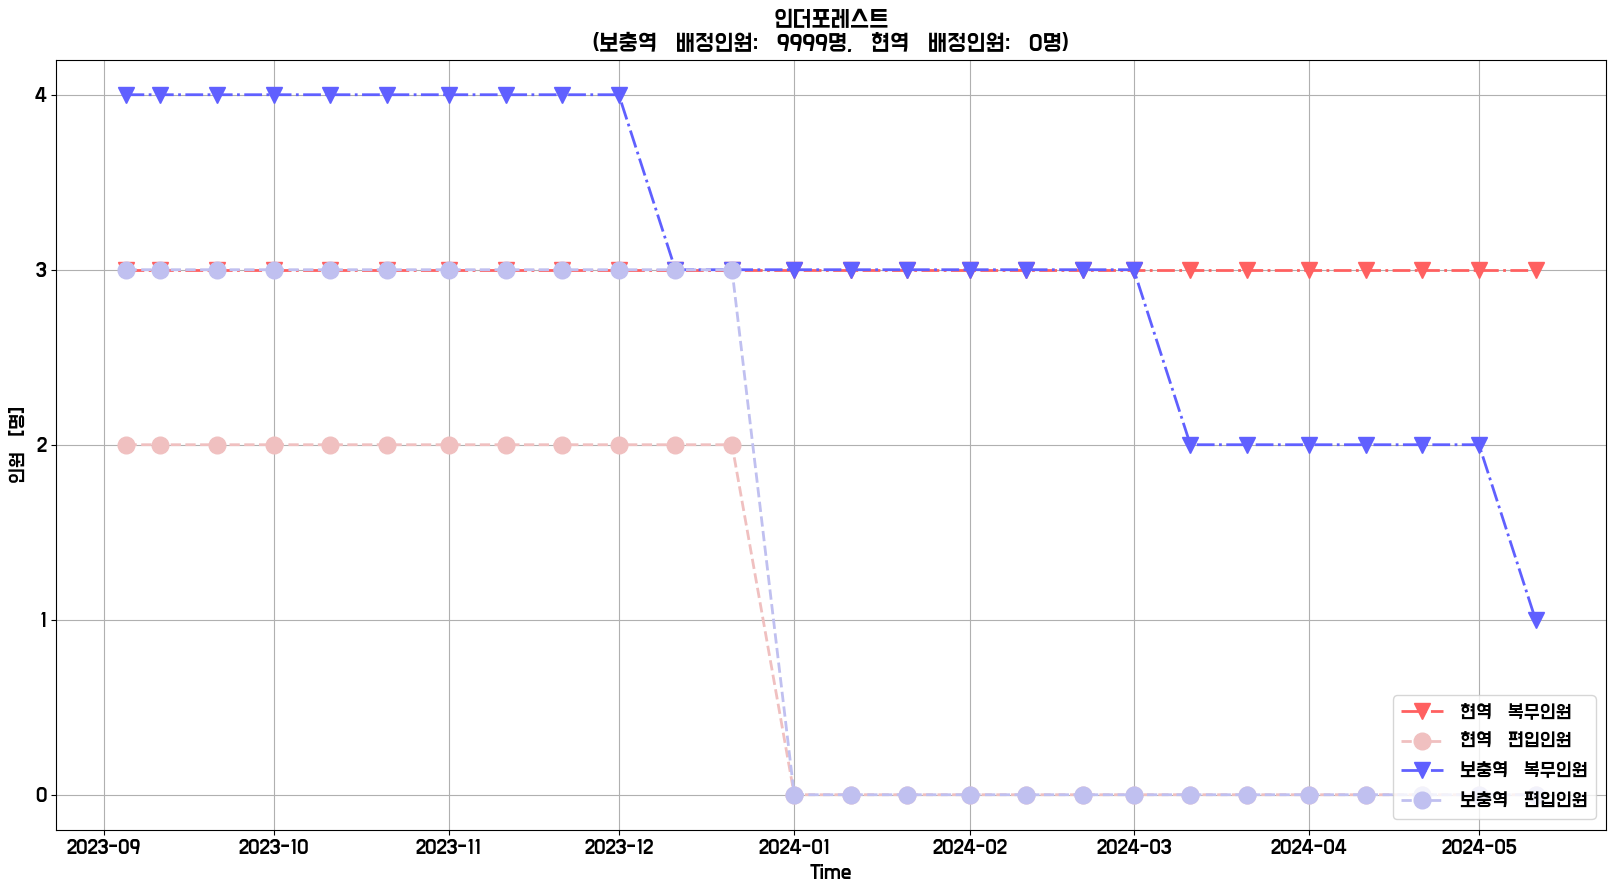 인더포레스트
(보충역 배정인원: 9999명, 현역 배정인원: 0명)
4
3
2
1
0
인원 [명]
2023-09 2023-10 2023-11 2023-12 2024-01 2024-02 2024-03 2024-04 2024-05
Time
현역 복무인원
현역 편입인원
보충역 복무인원
보충역 편입인원